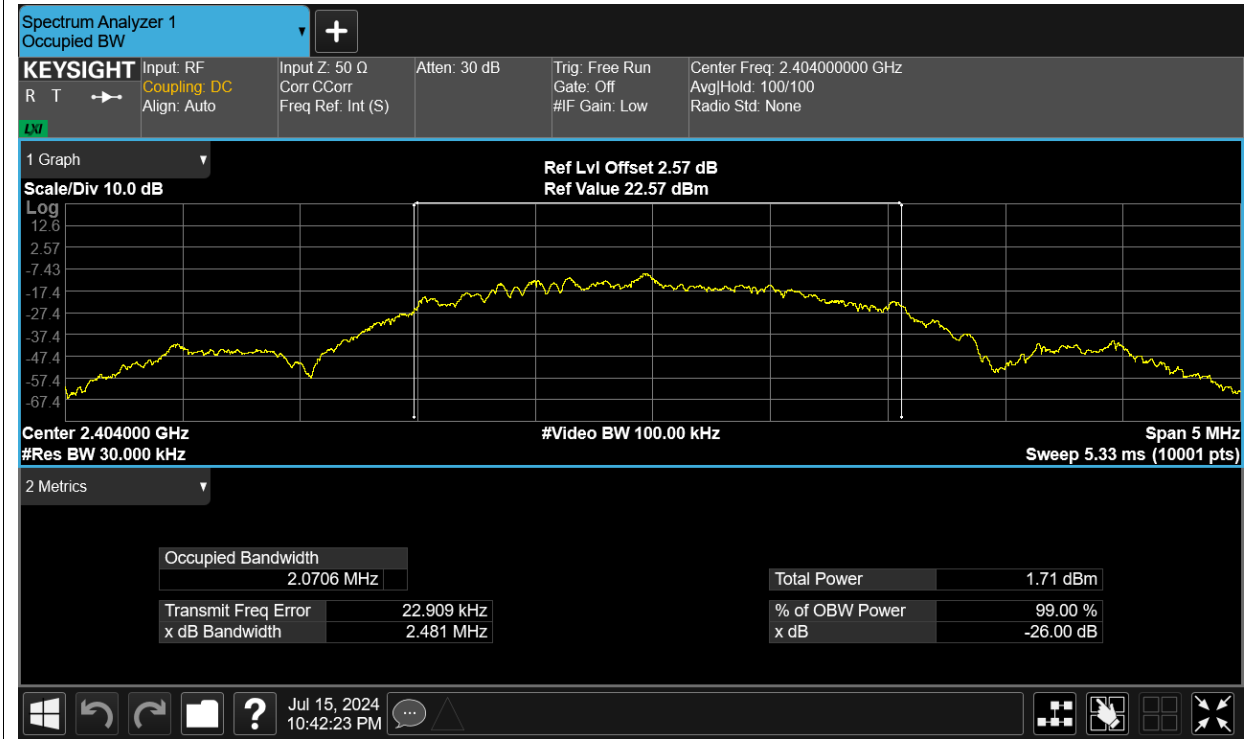 Spectrum Analyzer 1
Occupied BW
KEYSIGHT
R T
LXI
Input: RF
Coupling: DC
Align: Auto
Input Z: 50 Ω
Corr CCorr
Freq Ref: Int (S)
Atten: 30 dB
Trig: Free Run
Gate: Off
#IF Gain: Low
Center Freq: 2.404000000 GHz
Avg|Hold: 100/100
Radio Std: None
1 Graph
Scale/Div 10.0 dB
Ref Lvl Offset 2.57 dB
Ref Value 22.57 dBm
Log
12.6
2.57
-7.43
-17.4
-27.4
-37.4
-47.4
-57.4
-67.4
Center 2.404000 GHz
#Video BW 100.00 kHz
Span 5 MHz
#Res BW 30.000 kHz
Sweep 5.33 ms (10001 pts)
2 Metrics
Occupied Bandwidth
2.0706 MHz
Total Power 1.71 dBm
Transmit Freq Error 22.909 kHz
% of OBW Power 99.00 %
x dB Bandwidth 2.481 MHz
x dB -26.00 dB
?
Jul 15, 2024
10:42:23 PM